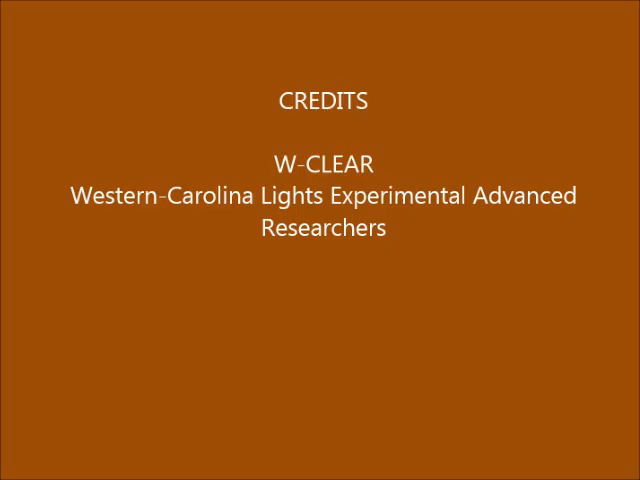 CREDITS
W-CLEAR
Western-Carolina Lights Experimental Advanced
Researchers